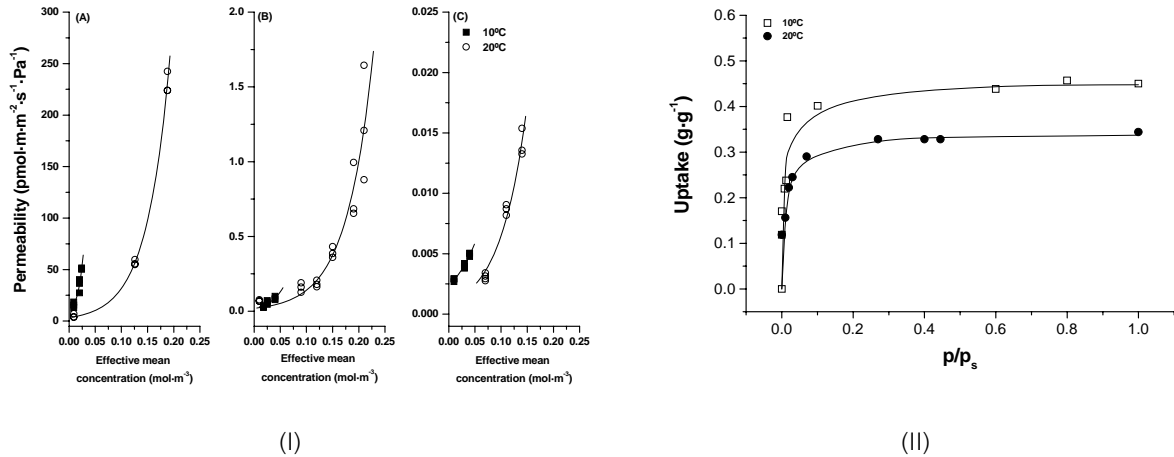 (A)
(B)
(C)
10ºC
20ºC
Permeability (pmol·m·m⁻²·s⁻¹·Pa⁻¹)
300
250
200
150
100
50
0
0.00 0.05 0.10 0.15 0.20 0.25
Effective mean
concentration (mol·m⁻³)
2.0
1.5
1.0
0.5
0.0
0.00 0.05 0.10 0.15 0.20 0.25
Effective mean
concentration (mol·m⁻³)
0.025
0.020
0.015
0.010
0.005
0.000
0.00 0.05 0.10 0.15 0.20 0.25
Effective mean
concentration (mol·m⁻³)
(I)
10ºC
20ºC
Uptake (g·g⁻¹)
0.6
0.5
0.4
0.3
0.2
0.1
0.0
0.0 0.2 0.4 0.6 0.8 1.0
p/pₛ
(II)